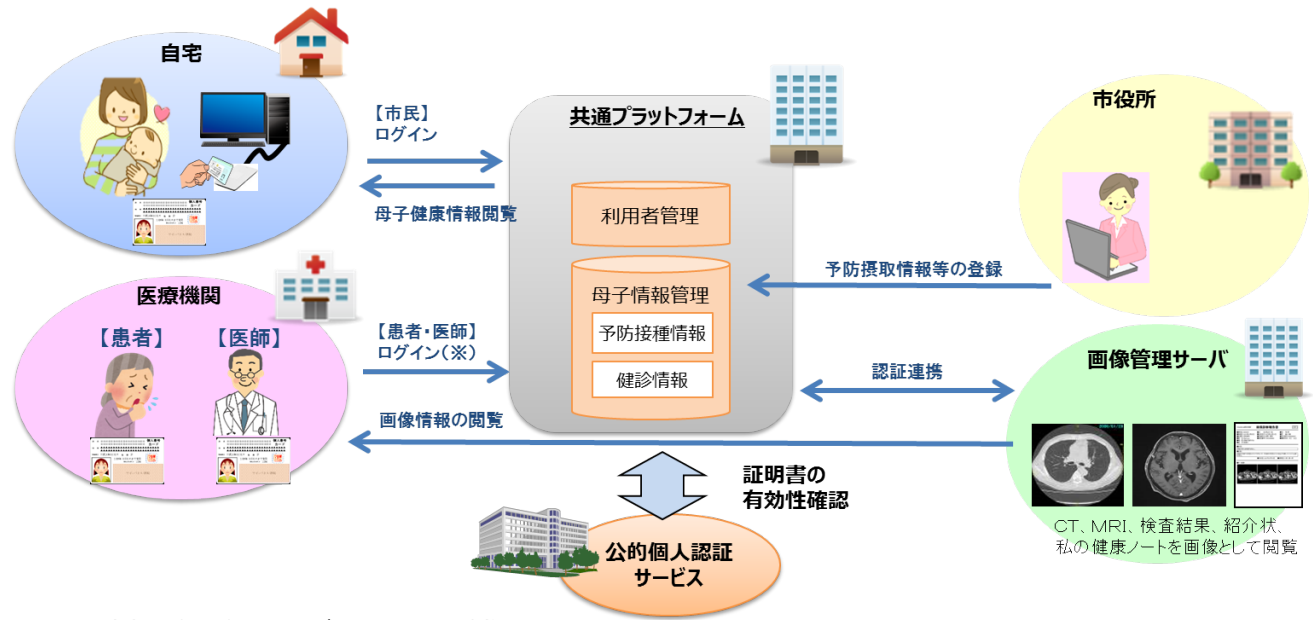 自宅
【市民】
ログイン
母子健康情報閲覧
医療機関
【患者】
【医師】
【患者・医師】
ログイン(※)
画像情報の閲覧
共通プラットフォーム
利用者管理
母子情報管理
予防接種情報
健診情報
市役所
予防摂取情報等の登録
認証連携
画像管理サーバ
CT、MRI、検査結果、紹介状、
私の健康ノートを画像として閲覧
証明書の
有効性確認
公的個人認証
サービス